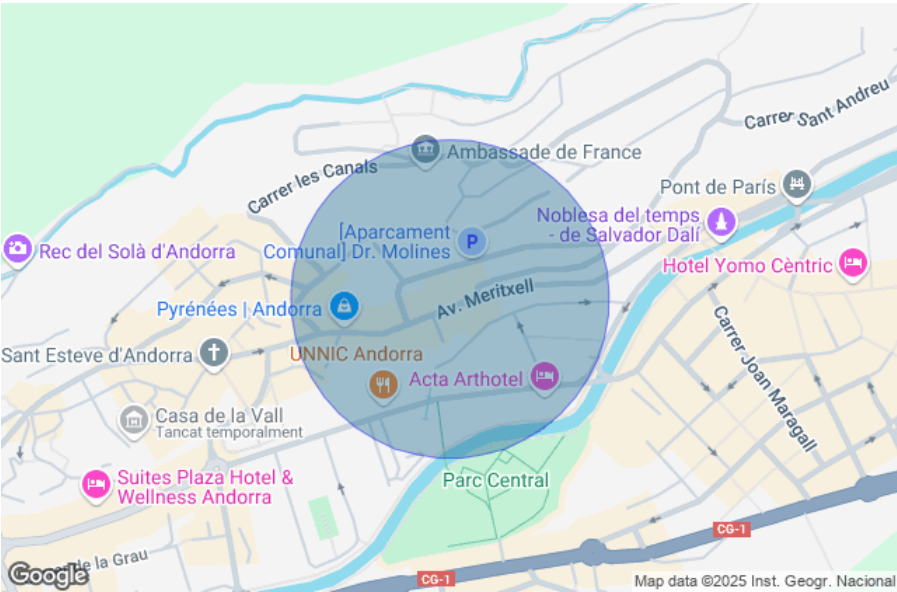 Carrer Sant Andreu
Ambassade de France
Carrer les Canals
Pont de París
Noblesa del temps
- de Salvador Dalí
[Aparcament
Comunal] Dr. Molines
P
Rec del Solà d'Andorra
Hotel Yomo Cèntric
Av. Meritxell
Pyrénées | Andorra
Sant Esteve d'Andorra
UNNIC Andorra
Carrer Joan Maragall
Acta Arthotel
Casa de la Vall
Tancat temporalment
Suites Plaza Hotel &
Wellness Andorra
Parc Central
CG-1
de la Grau
CG-1
Google
Map data ©2025 Inst. Geogr. Nacional